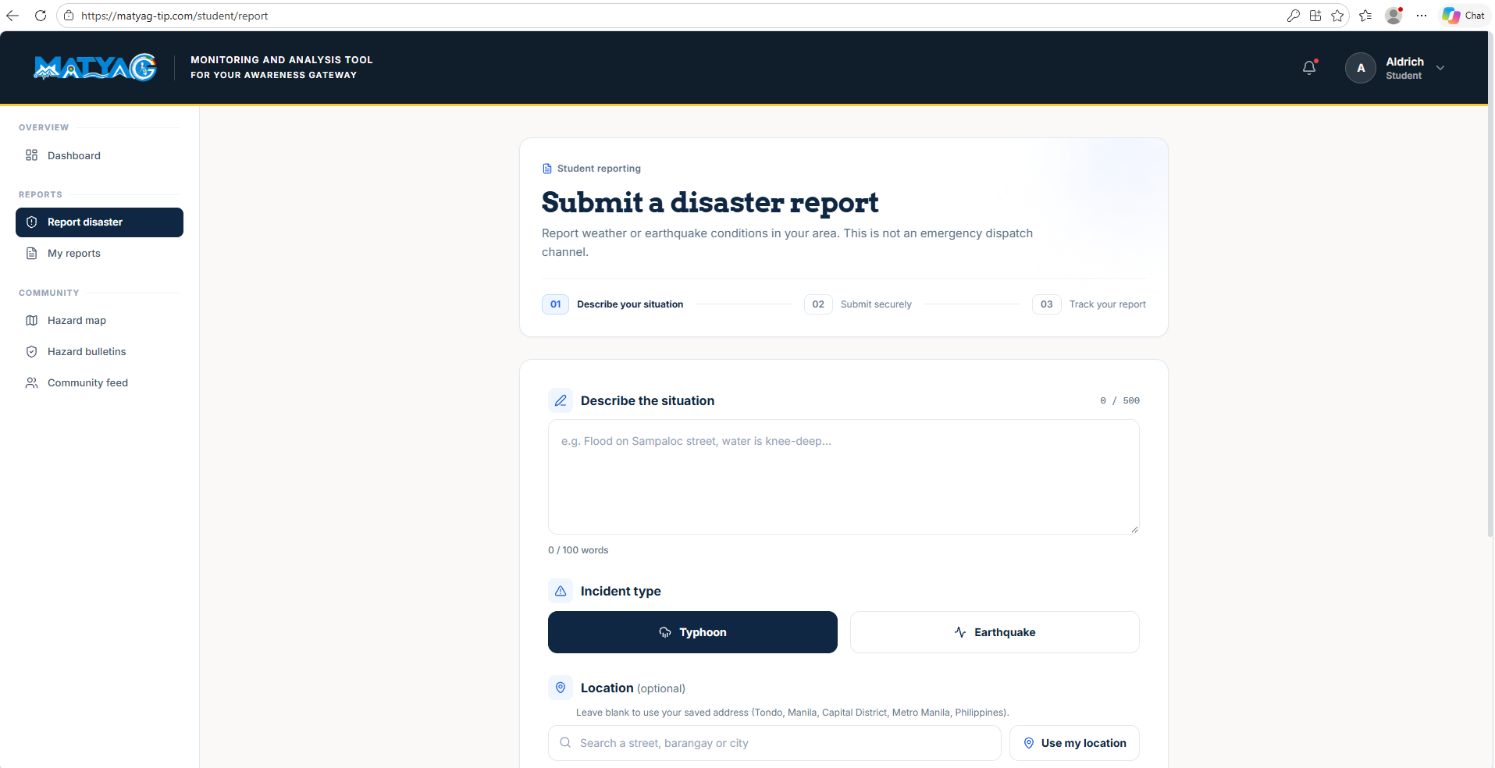 https://matyag-tip.com/student/report
Chat
MATYAG
MONITORING AND ANALYSIS TOOL
FOR YOUR AWARENESS GATEWAY
A
Aldrich
Student
OVERVIEW
Dashboard
REPORTS
Report disaster
My reports
COMMUNITY
Hazard map
Hazard bulletins
Community feed
Student reporting
Submit a disaster report
Report weather or earthquake conditions in your area. This is not an emergency dispatch
channel.
01 Describe your situation 02 Submit securely 03 Track your report
Describe the situation 0 / 500
e.g. Flood on Sampaloc street, water is knee-deep...
0 / 100 words
Incident type
Typhoon Earthquake
Location (optional)
Leave blank to use your saved address (Tondo, Manila, Capital District, Metro Manila, Philippines).
Search a street, barangay or city Use my location